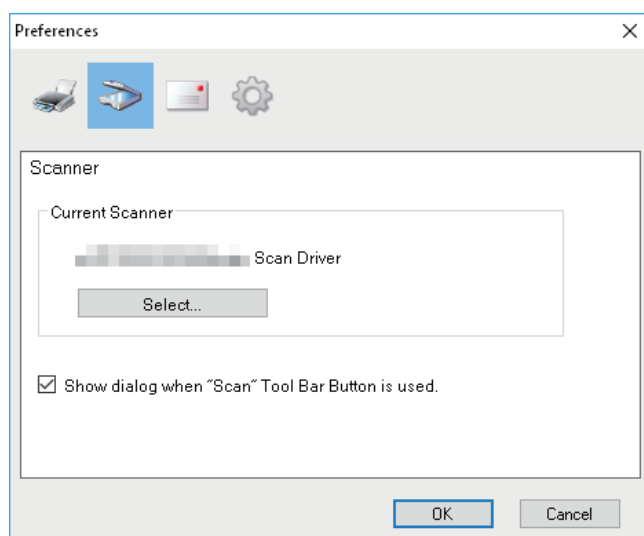 Preferences
Scanner
Current Scanner
Scan Driver
Select...
Show dialog when "Scan" Tool Bar Button is used.
OK
Cancel